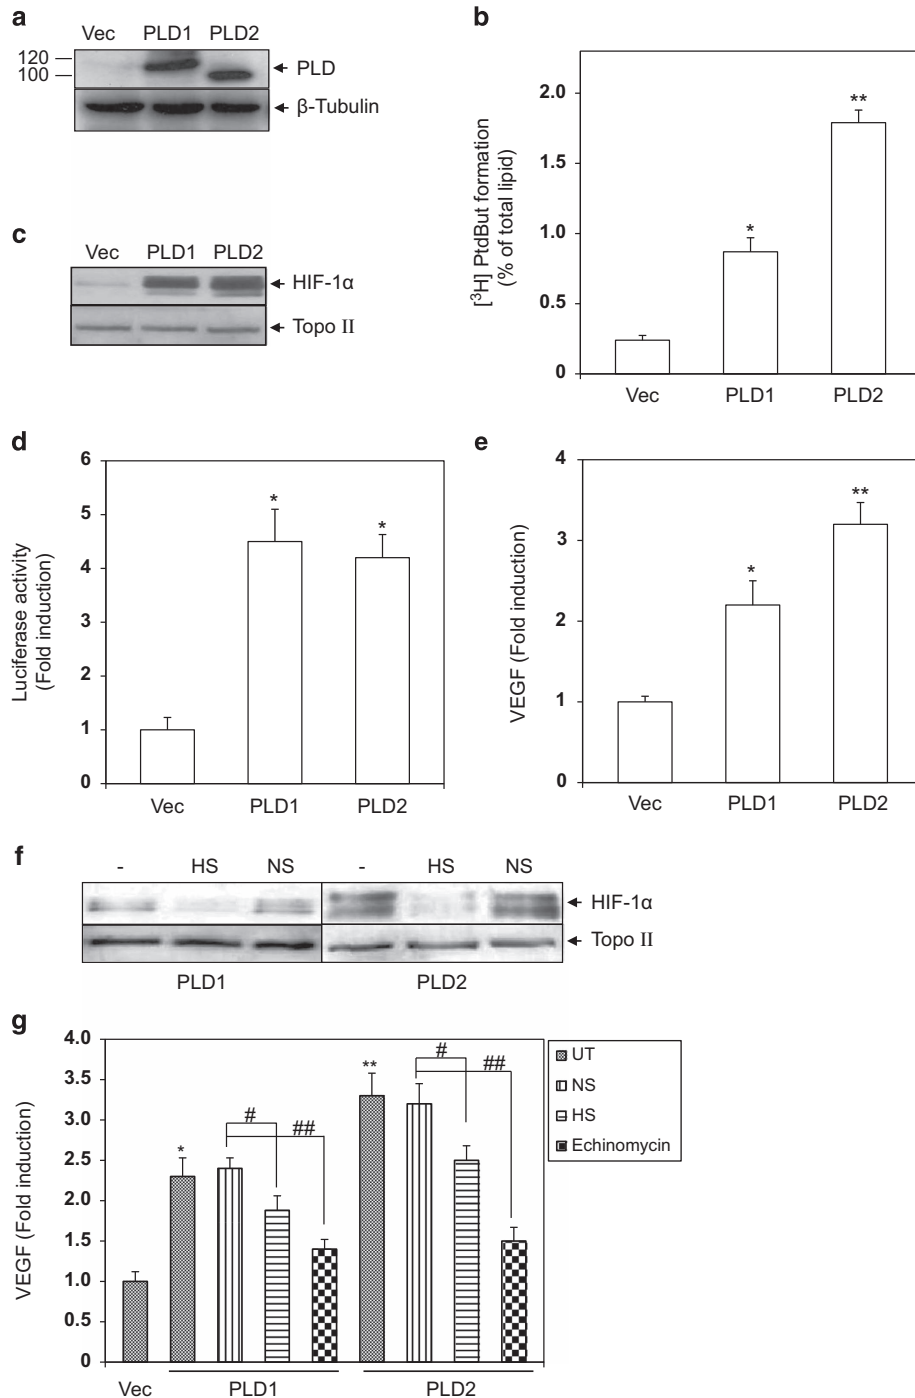 a
Vec PLD1 PLD2
120
100
PLD
β-Tubulin
b
[³H] PtdBut formation
(% of total lipid)
2.0
1.5
1.0
0.5
0
*
**
Vec PLD1 PLD2
c
Vec PLD1 PLD2
HIF-1α
Topo II
d
Luciferase activity
(Fold induction)
6
5
4
3
2
1
0
*
*
Vec PLD1 PLD2
e
VEGF (Fold induction)
4
3
2
1
0
*
**
Vec PLD1 PLD2
f
- HS NS - HS NS
HIF-1α
Topo II
PLD1 PLD2
g
VEGF (Fold induction)
4.0
3.5
3.0
2.5
2.0
1.5
1.0
0.5
0
*
#
##
**
#
##
Vec PLD1 PLD2
UT
NS
HS
Echinomycin